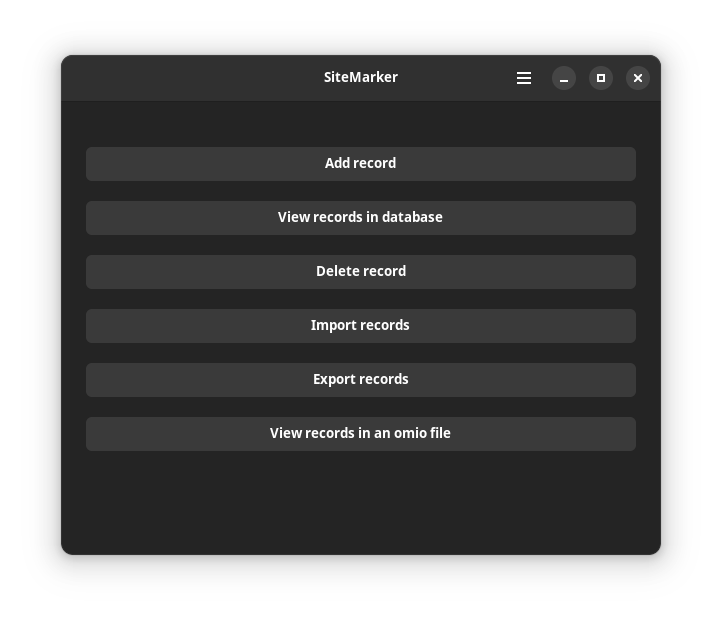 SiteMarker
Add record
View records in database
Delete record
Import records
Export records
View records in an omio file